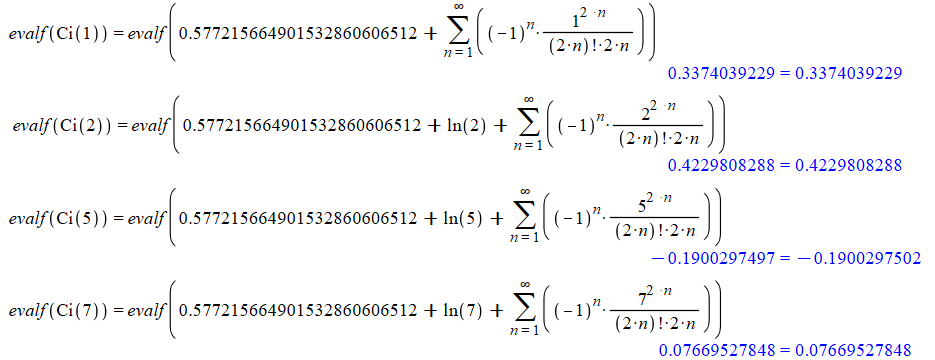 evalf(Ci(1)) = evalf(0.577215664901532860606512 + ∑_{n=1}^{∞} ((−1)^n · 1^{2·n} / ((2·n)!·2·n)))
0.3374039229 = 0.3374039229
evalf(Ci(2)) = evalf(0.577215664901532860606512 + ln(2) + ∑_{n=1}^{∞} ((−1)^n · 2^{2·n} / ((2·n)!·2·n)))
0.4229808288 = 0.4229808288
evalf(Ci(5)) = evalf(0.577215664901532860606512 + ln(5) + ∑_{n=1}^{∞} ((−1)^n · 5^{2·n} / ((2·n)!·2·n)))
−0.1900297497 = −0.1900297502
evalf(Ci(7)) = evalf(0.577215664901532860606512 + ln(7) + ∑_{n=1}^{∞} ((−1)^n · 7^{2·n} / ((2·n)!·2·n)))
0.07669527848 = 0.07669527848